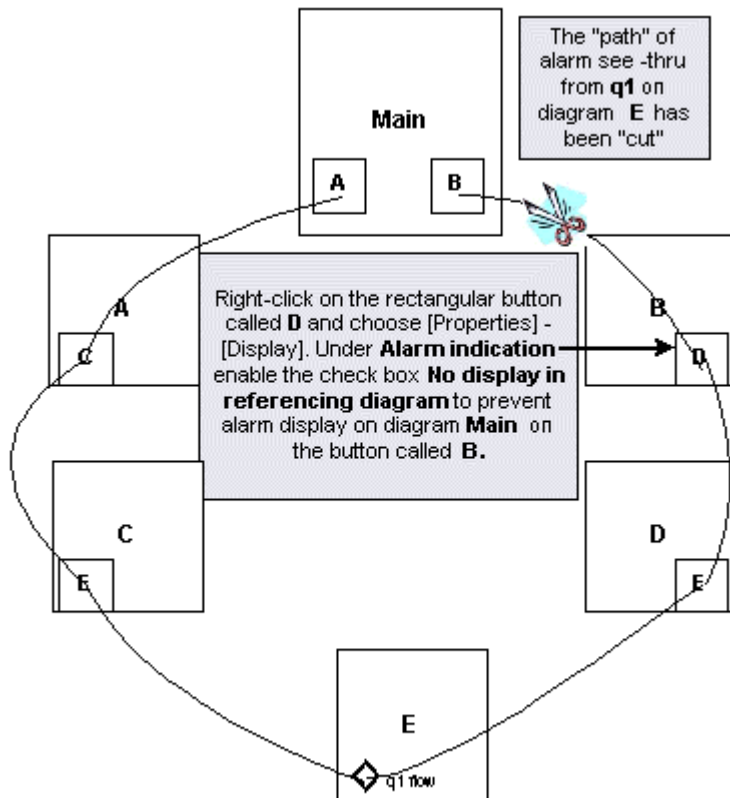 The "path" of
alarm see -thru
from q1 on
diagram E has
been "cut"
Main
A
B
A
C
B
D
Right-click on the rectangular button
called D and choose [Properties] -
[Display]. Under Alarm indication
enable the check box No display in
referencing diagram to prevent
alarm display on diagram Main on
the button called B.
C
E
D
E
E
q1 flow